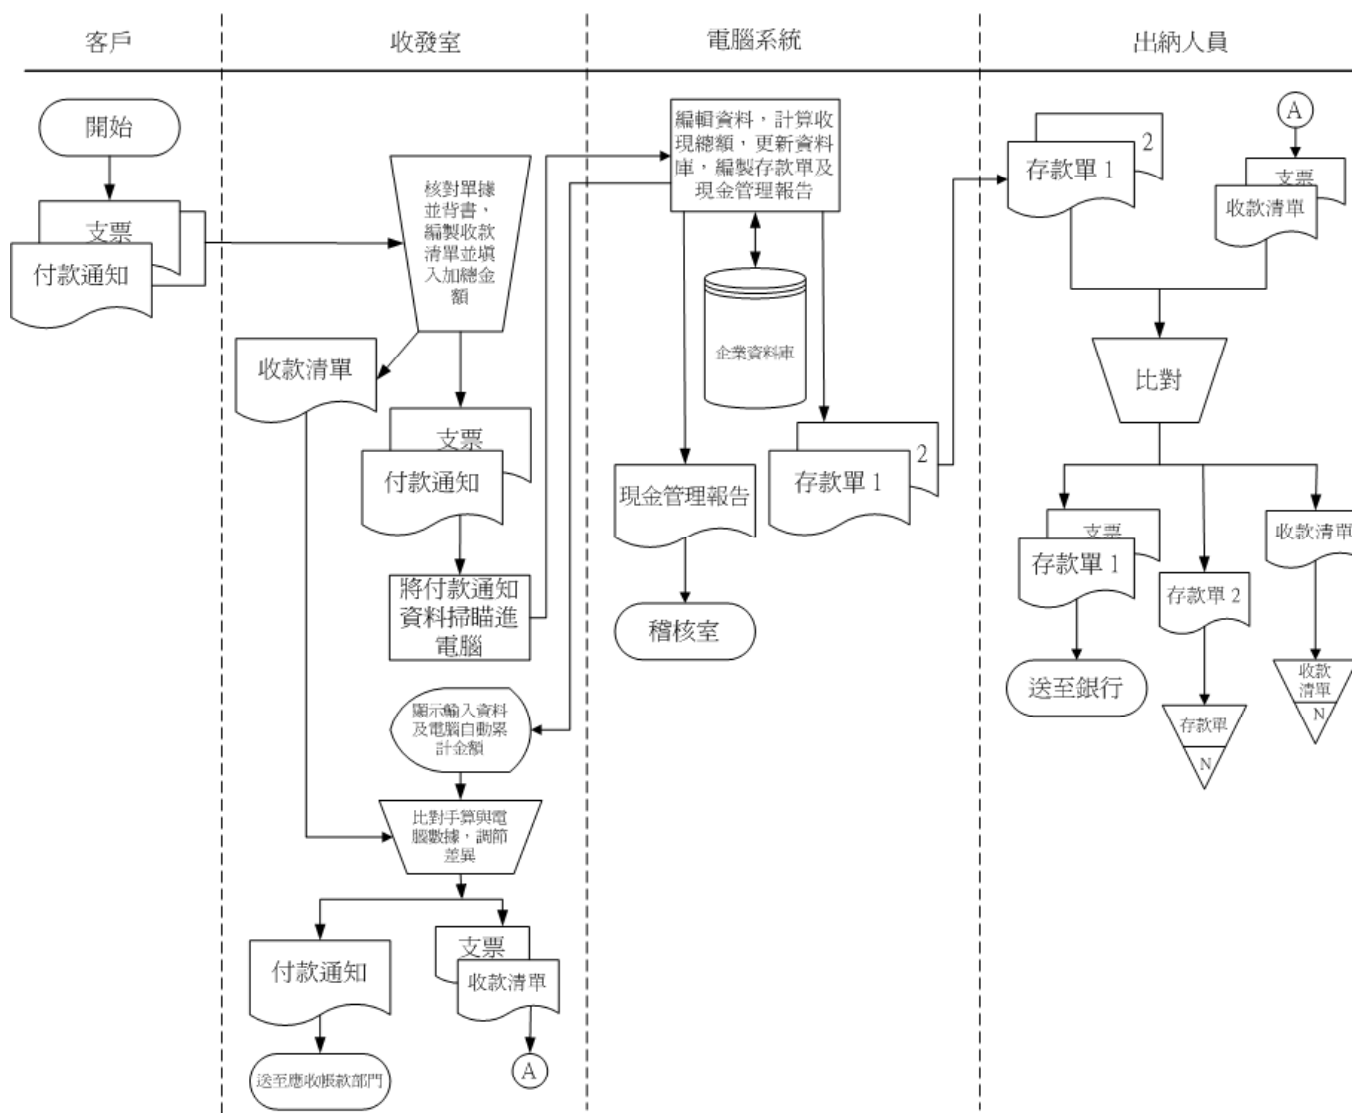 客戶
收發室
電腦系統
出納人員
開始
支票
付款通知
核對單據
並背書，
編製收款
清單並填
入加總金
額
收款清單
支票
付款通知
將付款通知
資料掃瞄進
電腦
顯示輸入資料
及電腦自動累
計金額
比對手算與電
腦數據，調節
差異
付款通知
送至應收帳款部門
支票
收款清單
A
編輯資料，計算收
現總額，更新資料
庫，編製存款單及
現金管理報告
企業資料庫
現金管理報告
稽核室
2
存款單 1
2
存款單 1
A
支票
收款清單
比對
支票
存款單 1
送至銀行
存款單 2
存款單
N
收款清單
收款
清單
N